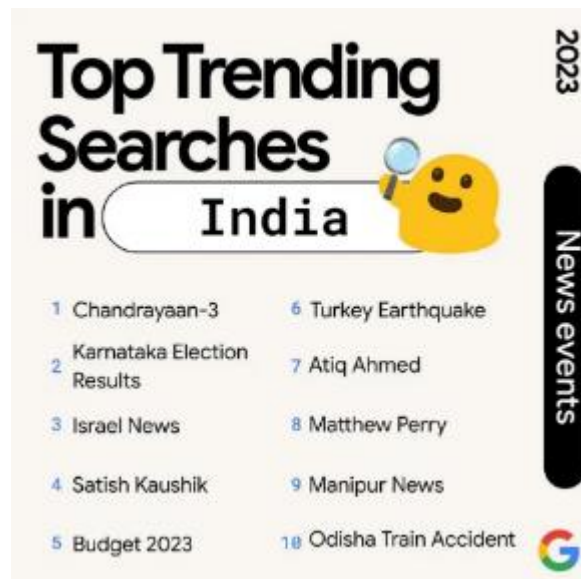 Top Trending
Searches
in India
1 Chandrayaan-3
2 Karnataka Election
Results
3 Israel News
4 Satish Kaushik
5 Budget 2023
6 Turkey Earthquake
7 Atiq Ahmed
8 Matthew Perry
9 Manipur News
10 Odisha Train Accident
2023
News events